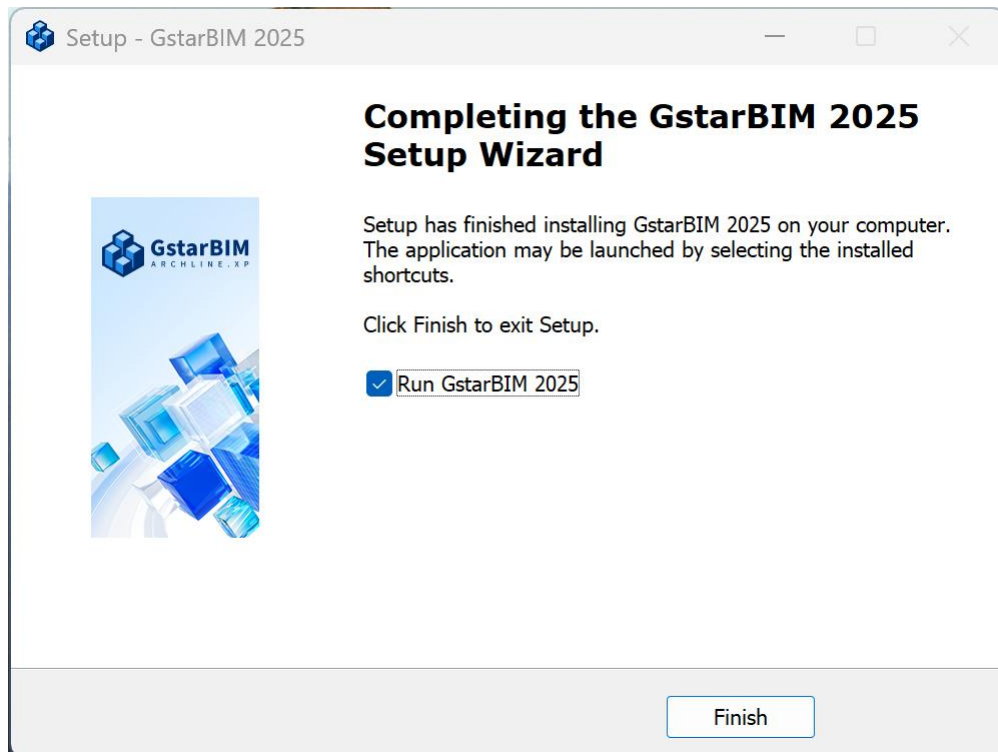 Setup - GstarBIM 2025
Completing the GstarBIM 2025
Setup Wizard
GstarBIM
ARCHLINE.XP
Setup has finished installing GstarBIM 2025 on your computer.
The application may be launched by selecting the installed
shortcuts.
Click Finish to exit Setup.
Run GstarBIM 2025
Finish